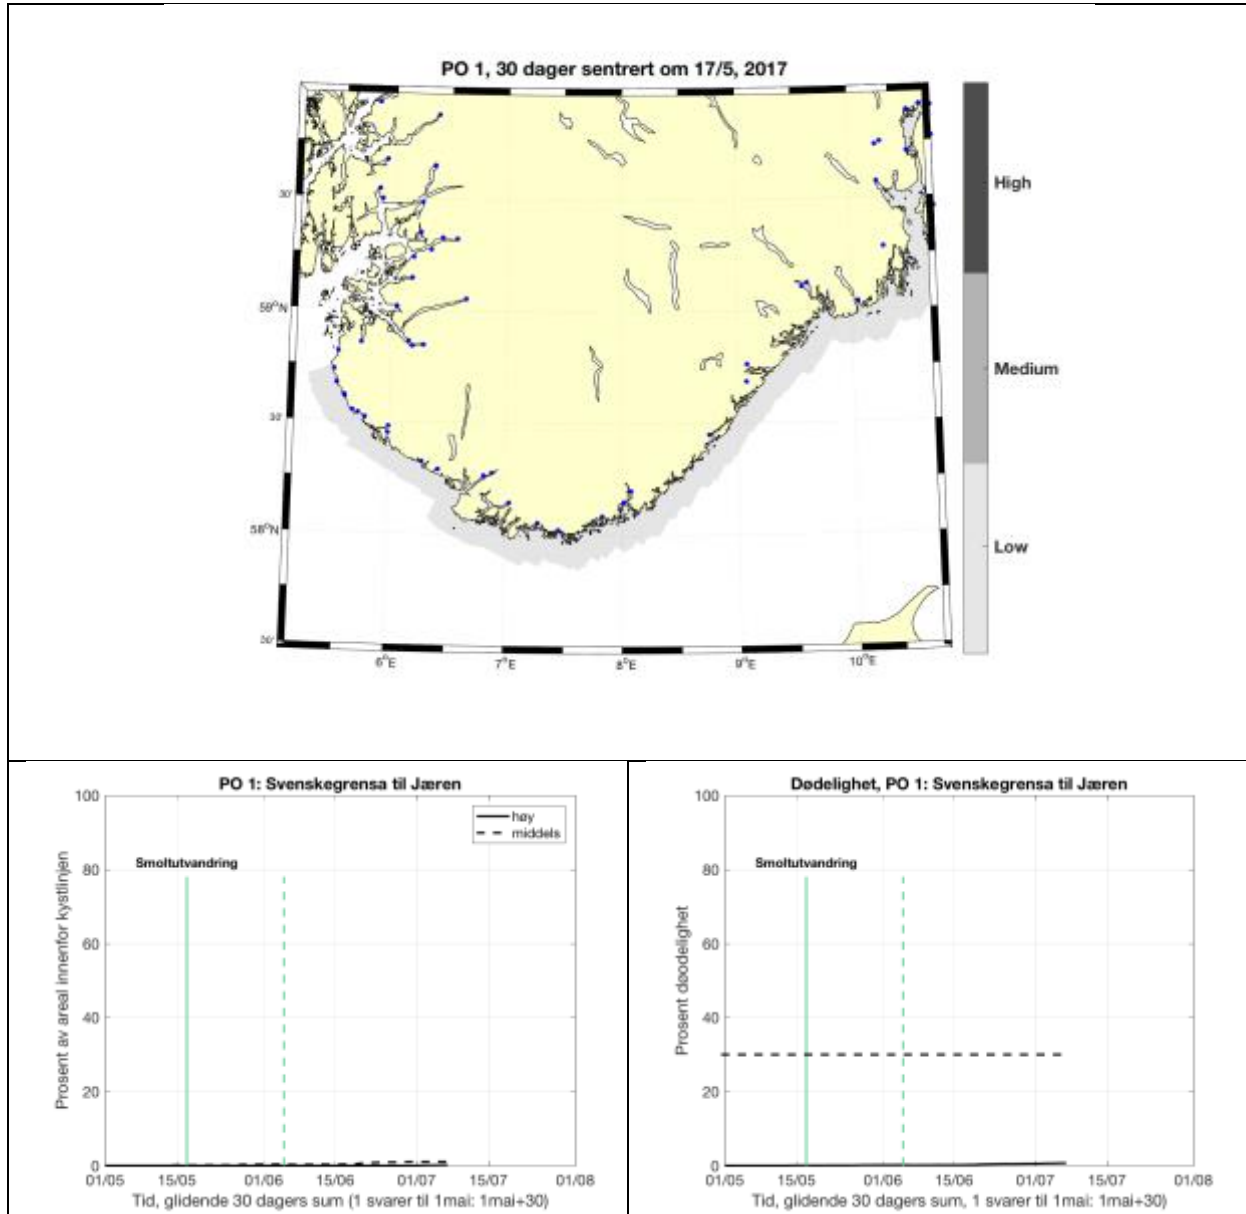 PO 1, 30 dager sentrert om 17/5, 2017
30'
59°N
30'
58°N
30'
6°E
7°E
8°E
9°E
10°E
High
Medium
Low
PO 1: Svenskegrensa til Jæren
høy
middels
Smoltutvandring
Prosent av areal innenfor kystlinjen
100
80
60
40
20
0
01/05
15/05
01/06
15/06
01/07
15/07
01/08
Tid, glidende 30 dagers sum (1 svarer til 1mai: 1mai+30)
Dødelighet, PO 1: Svenskegrensa til Jæren
Smoltutvandring
Prosent døodelighet
100
80
60
40
20
0
01/05
15/05
01/06
15/06
01/07
15/07
01/08
Tid, glidende 30 dagers sum, 1 svarer til 1mai: 1mai+30)